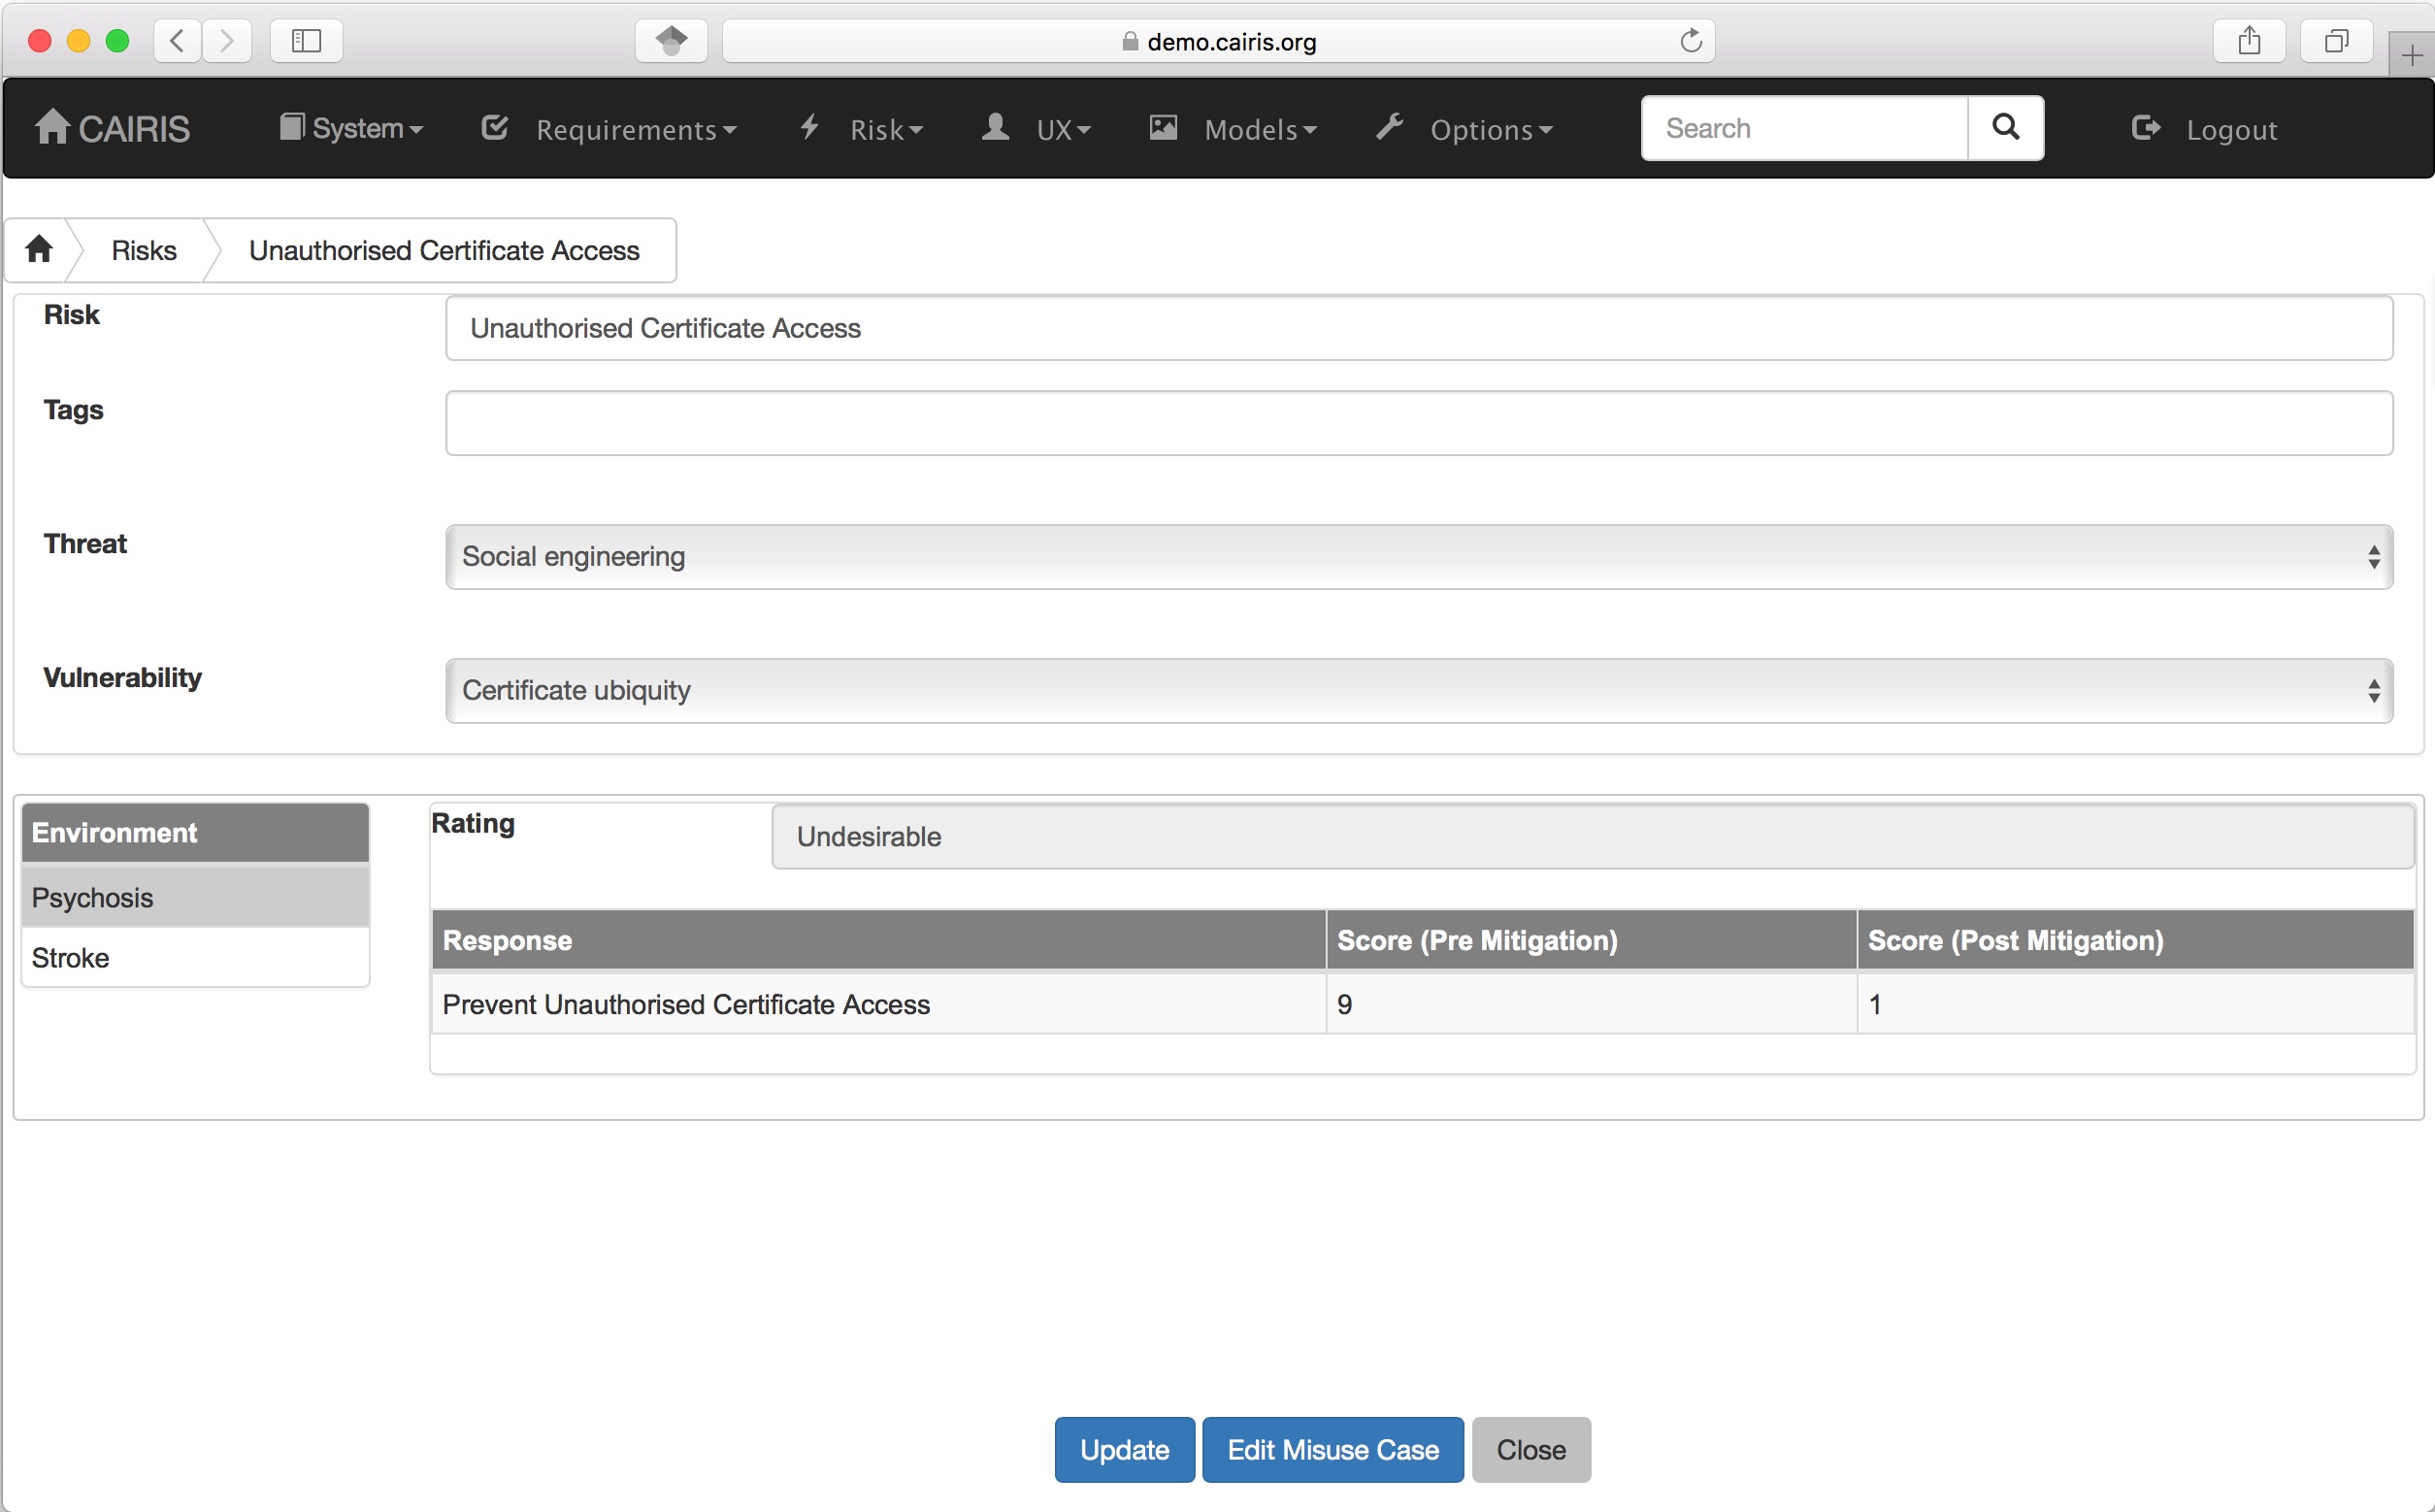 demo.cairis.org
CAIRIS System Requirements Risk UX Models Options Search Logout
Risks Unauthorised Certificate Access
Risk Unauthorised Certificate Access
Tags
Threat Social engineering
Vulnerability Certificate ubiquity
Environment Rating Undesirable
Psychosis
Response Score (Pre Mitigation) Score (Post Mitigation)
Stroke
Prevent Unauthorised Certificate Access 9 1
Update Edit Misuse Case Close